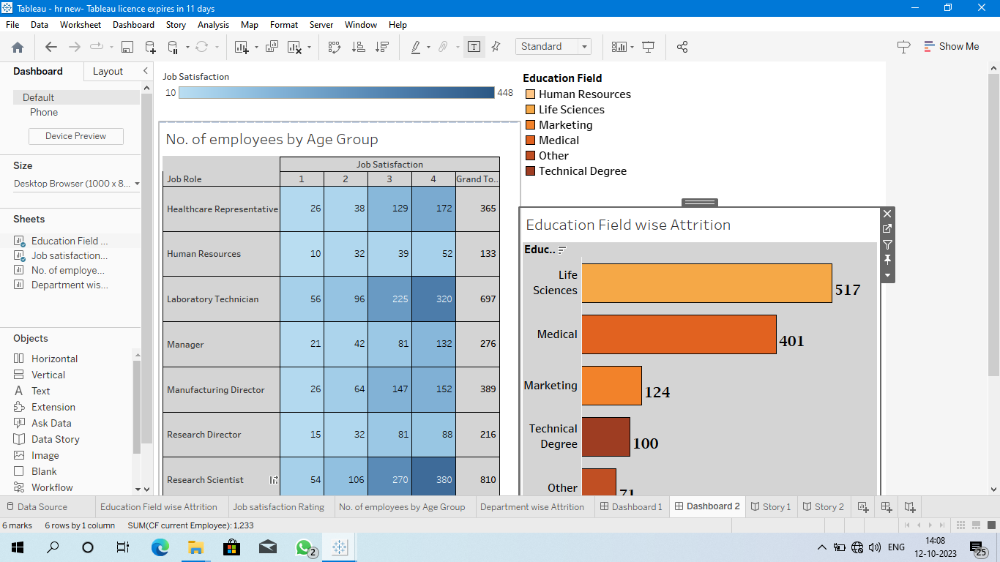 Tableau - hr new- Tableau licence expires in 11 days
File Data Worksheet Dashboard Story Analysis Map Format Server Window Help
Standard
Show Me
Dashboard Layout
Default
Phone
Device Preview
Size
Desktop Browser (1000 x 8...
Sheets
Education Field ...
Job satisfaction...
No. of employe...
Department wis...
Objects
Horizontal
Vertical
Text
Extension
Ask Data
Data Story
Image
Blank
Workflow
Job Satisfaction
10 448
No. of employees by Age Group
Job Satisfaction
Job Role 1 2 3 4 Grand To..
Healthcare Representative 26 38 129 172 365
Human Resources 10 32 39 52 133
Laboratory Technician 56 96 225 320 697
Manager 21 42 81 132 276
Manufacturing Director 26 64 147 152 389
Research Director 15 32 81 88 216
Research Scientist 54 106 270 380 810
Education Field
Human Resources
Life Sciences
Marketing
Medical
Other
Technical Degree
Education Field wise Attrition
Educ..
Life
Sciences 517
Medical 401
Marketing 124
Technical
Degree 100
Other 71
Data Source Education Field wise Attrition Job satisfaction Rating No. of employees by Age Group Department wise Attrition Dashboard 1 Dashboard 2 Story 1 Story 2
6 marks 6 rows by 1 column SUM(CF current Employee): 1,233
2
ENG
14:08
12-10-2023
25